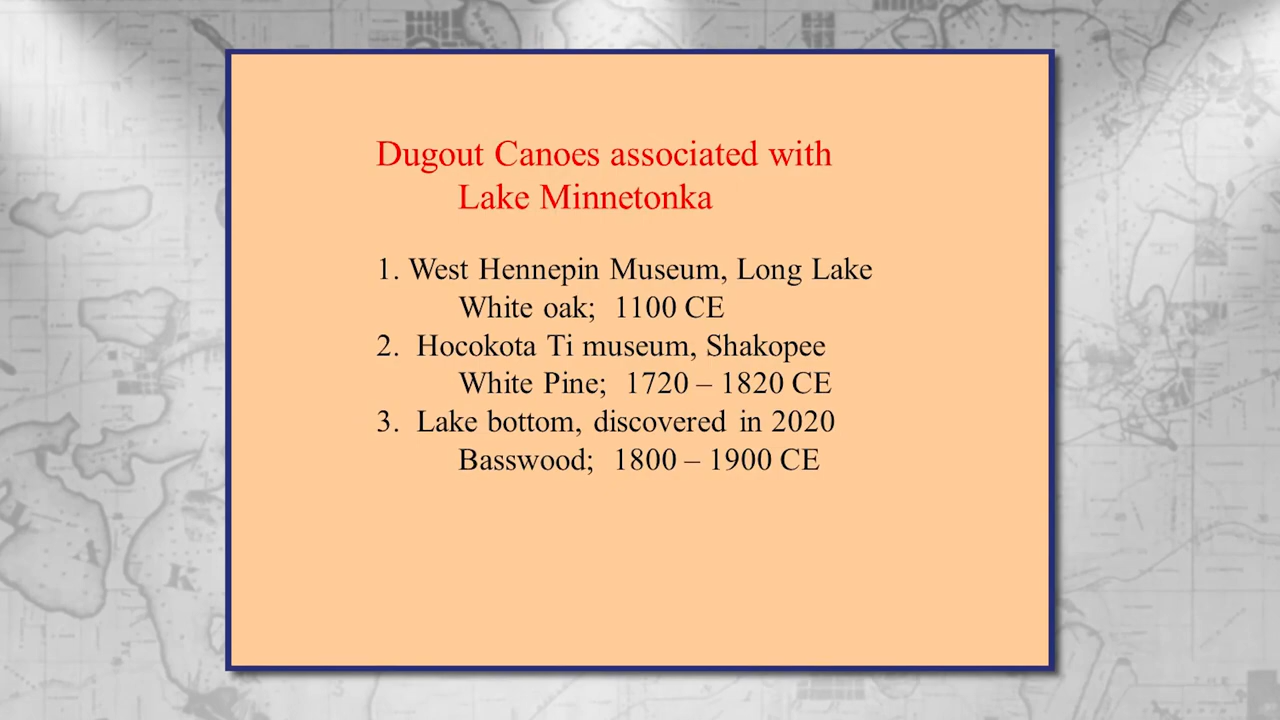 Dugout Canoes associated with
Lake Minnetonka
1. West Hennepin Museum, Long Lake
White oak; 1100 CE
2. Hocokota Ti museum, Shakopee
White Pine; 1720 – 1820 CE
3. Lake bottom, discovered in 2020
Basswood; 1800 – 1900 CE